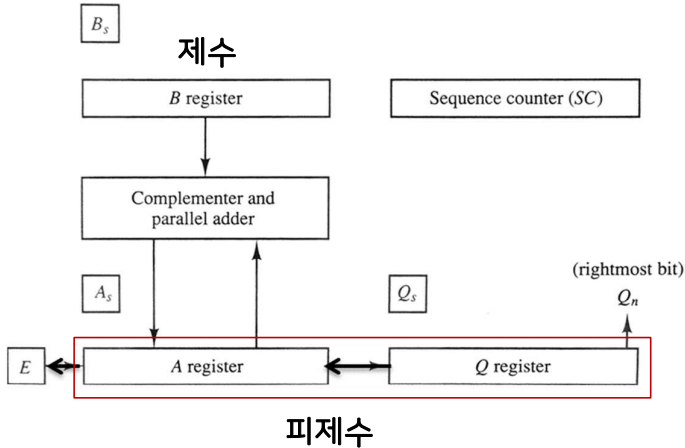 Bs
제수
B register
Sequence counter (SC)
Complementer and
parallel adder
As
Qs
(rightmost bit)
Qn
E
A register
Q register
피제수